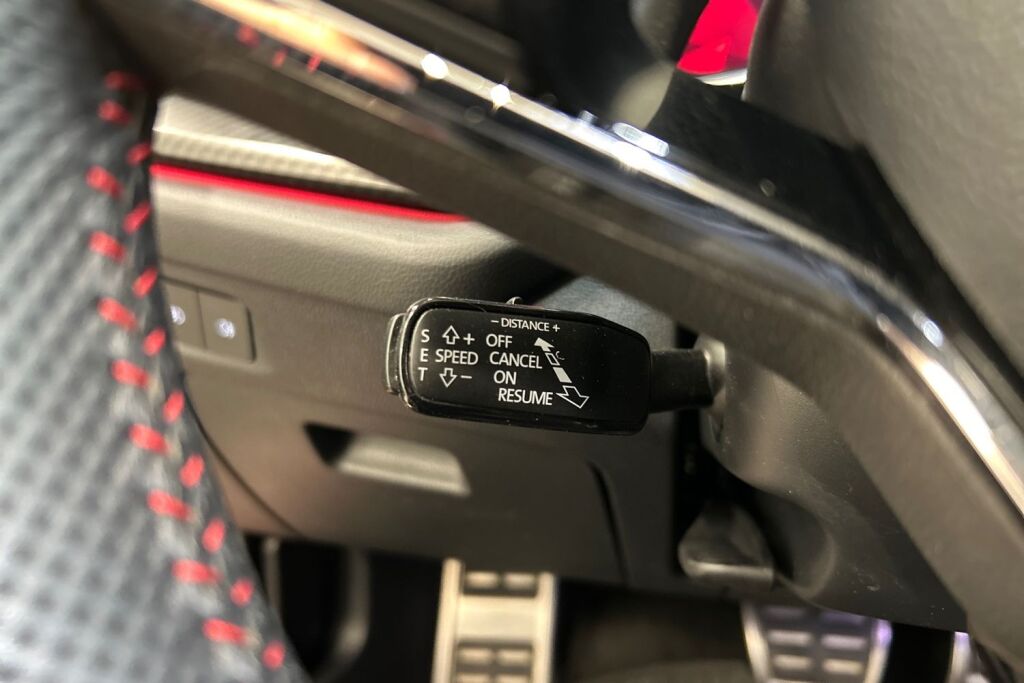 - DISTANCE +
S + OFF
E SPEED CANCEL
T - ON
RESUME